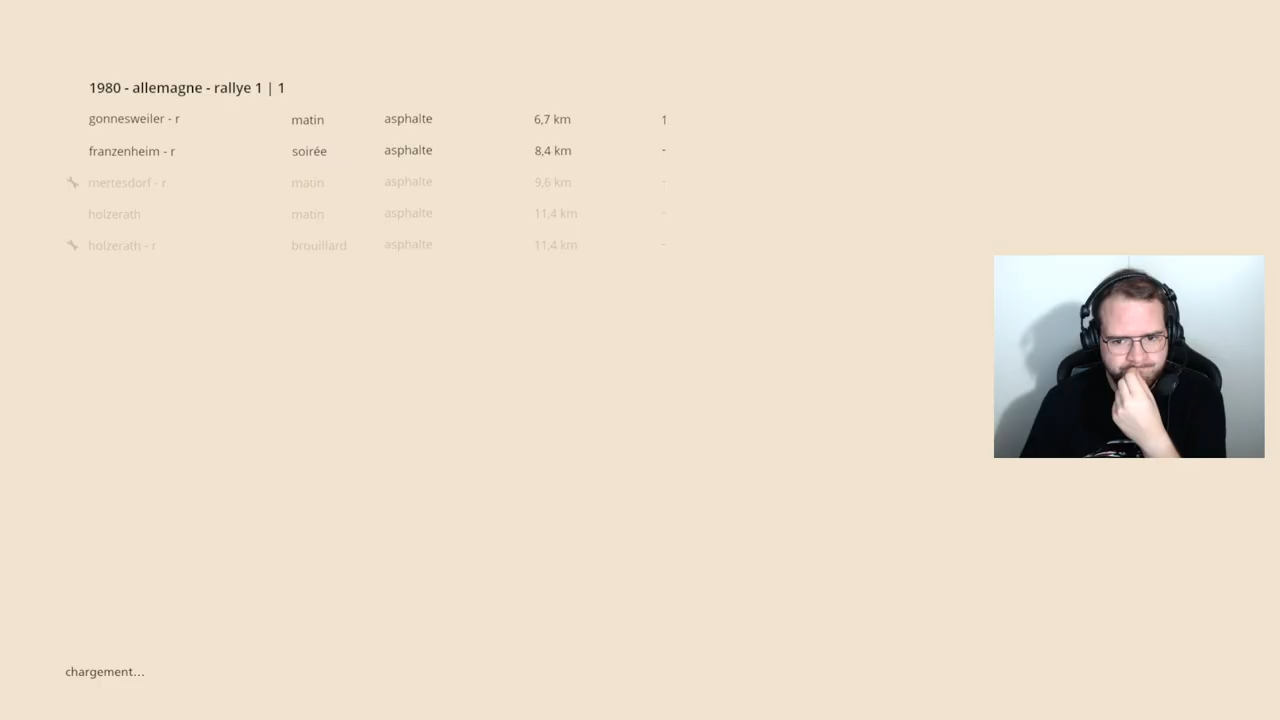 1980 - allemagne - rallye 1 | 1
gonnesweiler - r matin asphalte 6,7 km 1
franzenheim - r soirée asphalte 8,4 km -
mertesdorf - r matin asphalte 9,6 km -
holzerath matin asphalte 11,4 km -
holzerath - r brouillard asphalte 11,4 km -
chargement...